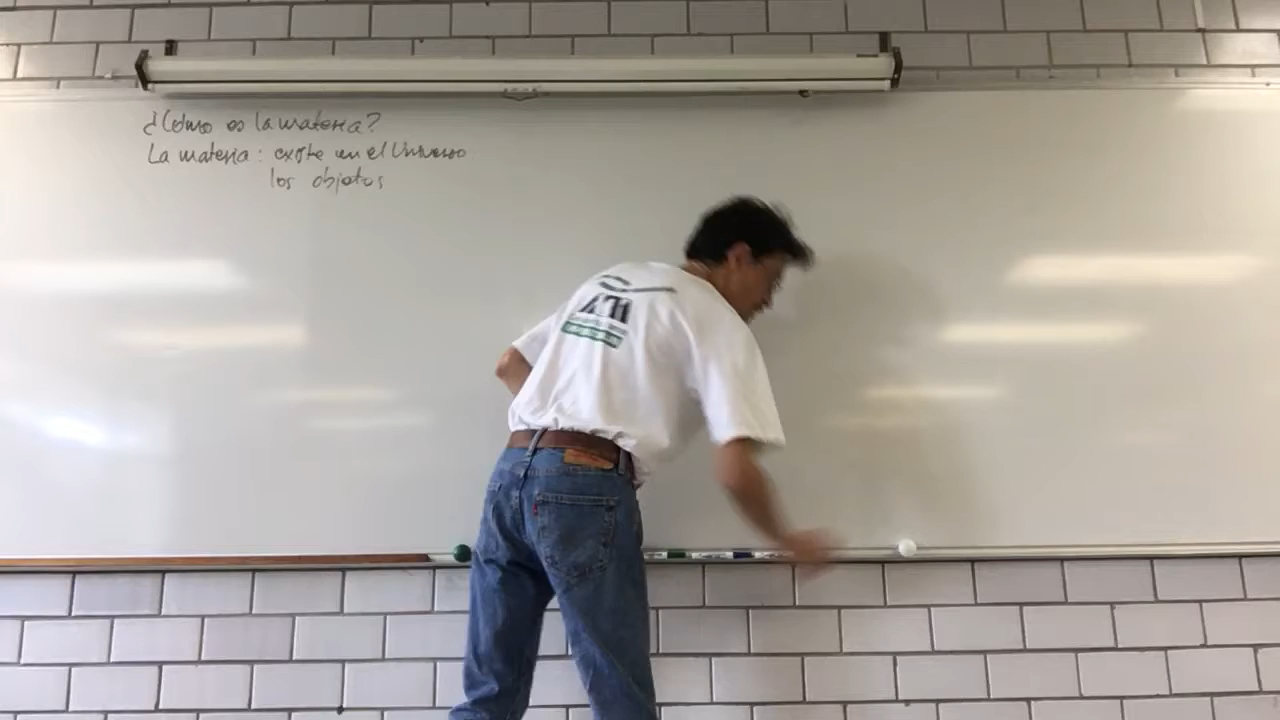 ¿Cómo es la materia?
La materia: existe en el Universo
los objetos